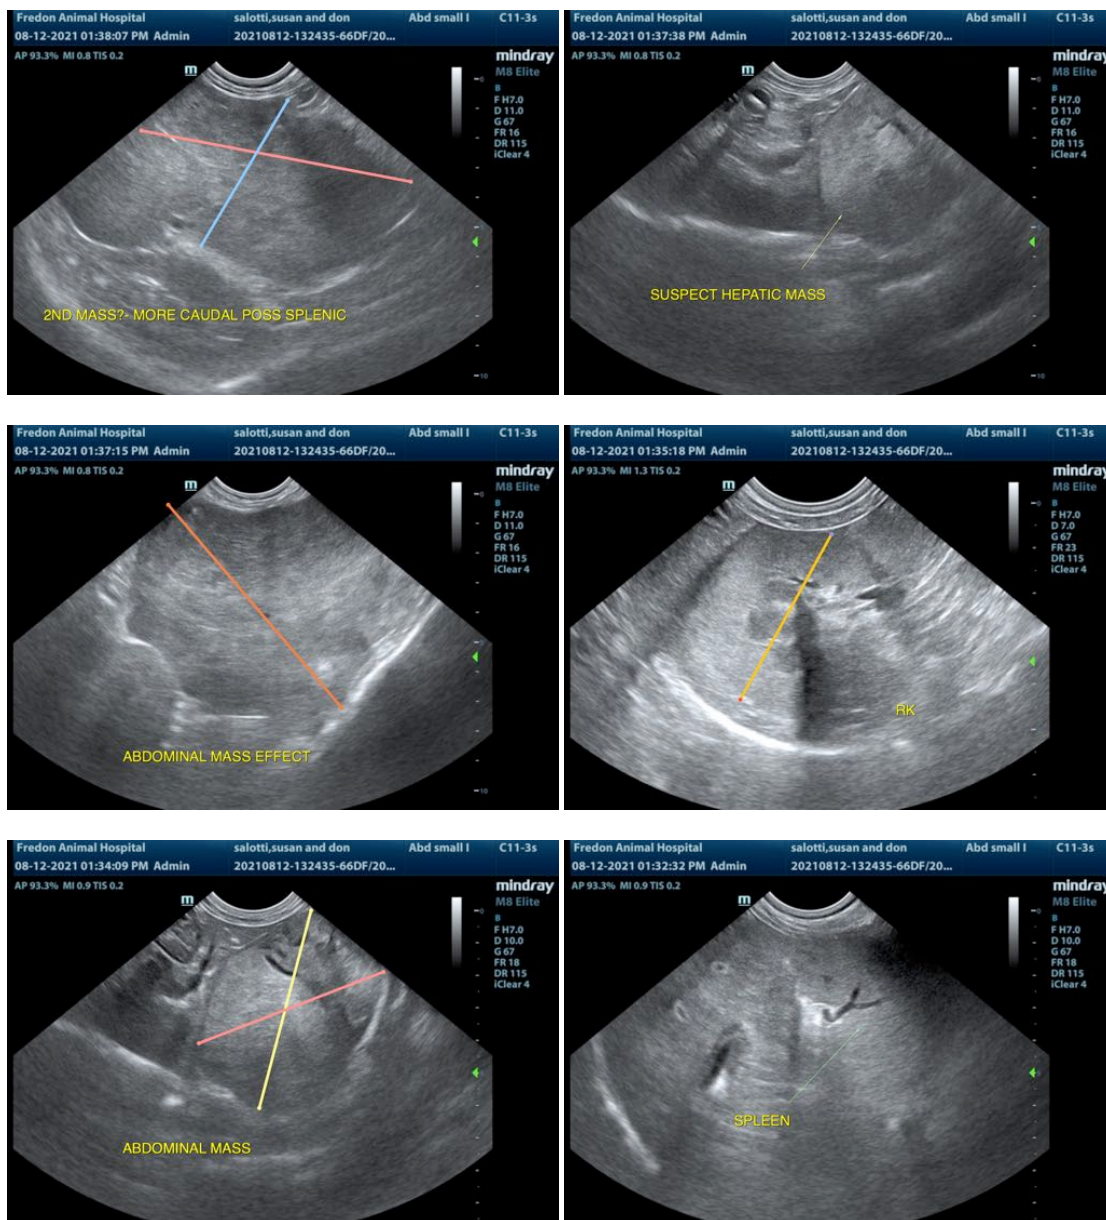 Fredon Animal Hospital salotti,susan and don Abd small I C11-3s
08-12-2021 01:38:07 PM Admin 20210812-132435-66DF/20...
AP 93.3% MI 0.8 TIS 0.2
mindray
M8 Elite
m
B
F H7.0
D 11.0
G 67
FR 16
DR 115
iClear 4
0
10
2ND MASS?- MORE CAUDAL POSS SPLENIC
Fredon Animal Hospital salotti,susan and don Abd small I C11-3s
08-12-2021 01:37:38 PM Admin 20210812-132435-66DF/20...
AP 93.3% MI 0.8 TIS 0.2
mindray
M8 Elite
m
B
F H7.0
D 11.0
G 67
FR 16
DR 115
iClear 4
0
10
SUSPECT HEPATIC MASS
Fredon Animal Hospital salotti,susan and don Abd small I C11-3s
08-12-2021 01:37:15 PM Admin 20210812-132435-66DF/20...
AP 93.3% MI 0.8 TIS 0.2
mindray
M8 Elite
m
B
F H7.0
D 11.0
G 67
FR 16
DR 115
iClear 4
0
10
ABDOMINAL MASS EFFECT
Fredon Animal Hospital salotti,susan and don Abd small I C11-3s
08-12-2021 01:35:18 PM Admin 20210812-132435-66DF/20...
AP 93.3% MI 1.3 TIS 0.2
mindray
M8 Elite
m
B
F H7.0
D 7.0
G 67
FR 23
DR 115
iClear 4
0
RK
Fredon Animal Hospital salotti,susan and don Abd small I C11-3s
08-12-2021 01:34:09 PM Admin 20210812-132435-66DF/20...
AP 93.3% MI 0.9 TIS 0.2
mindray
M8 Elite
m
B
F H7.0
D 10.0
G 67
FR 18
DR 115
iClear 4
0
ABDOMINAL MASS
Fredon Animal Hospital salotti,susan and don Abd small I C11-3s
08-12-2021 01:32:32 PM Admin 20210812-132435-66DF/20...
AP 93.3% MI 0.9 TIS 0.2
mindray
M8 Elite
m
B
F H7.0
D 10.0
G 67
FR 18
DR 115
iClear 4
0
SPLEEN